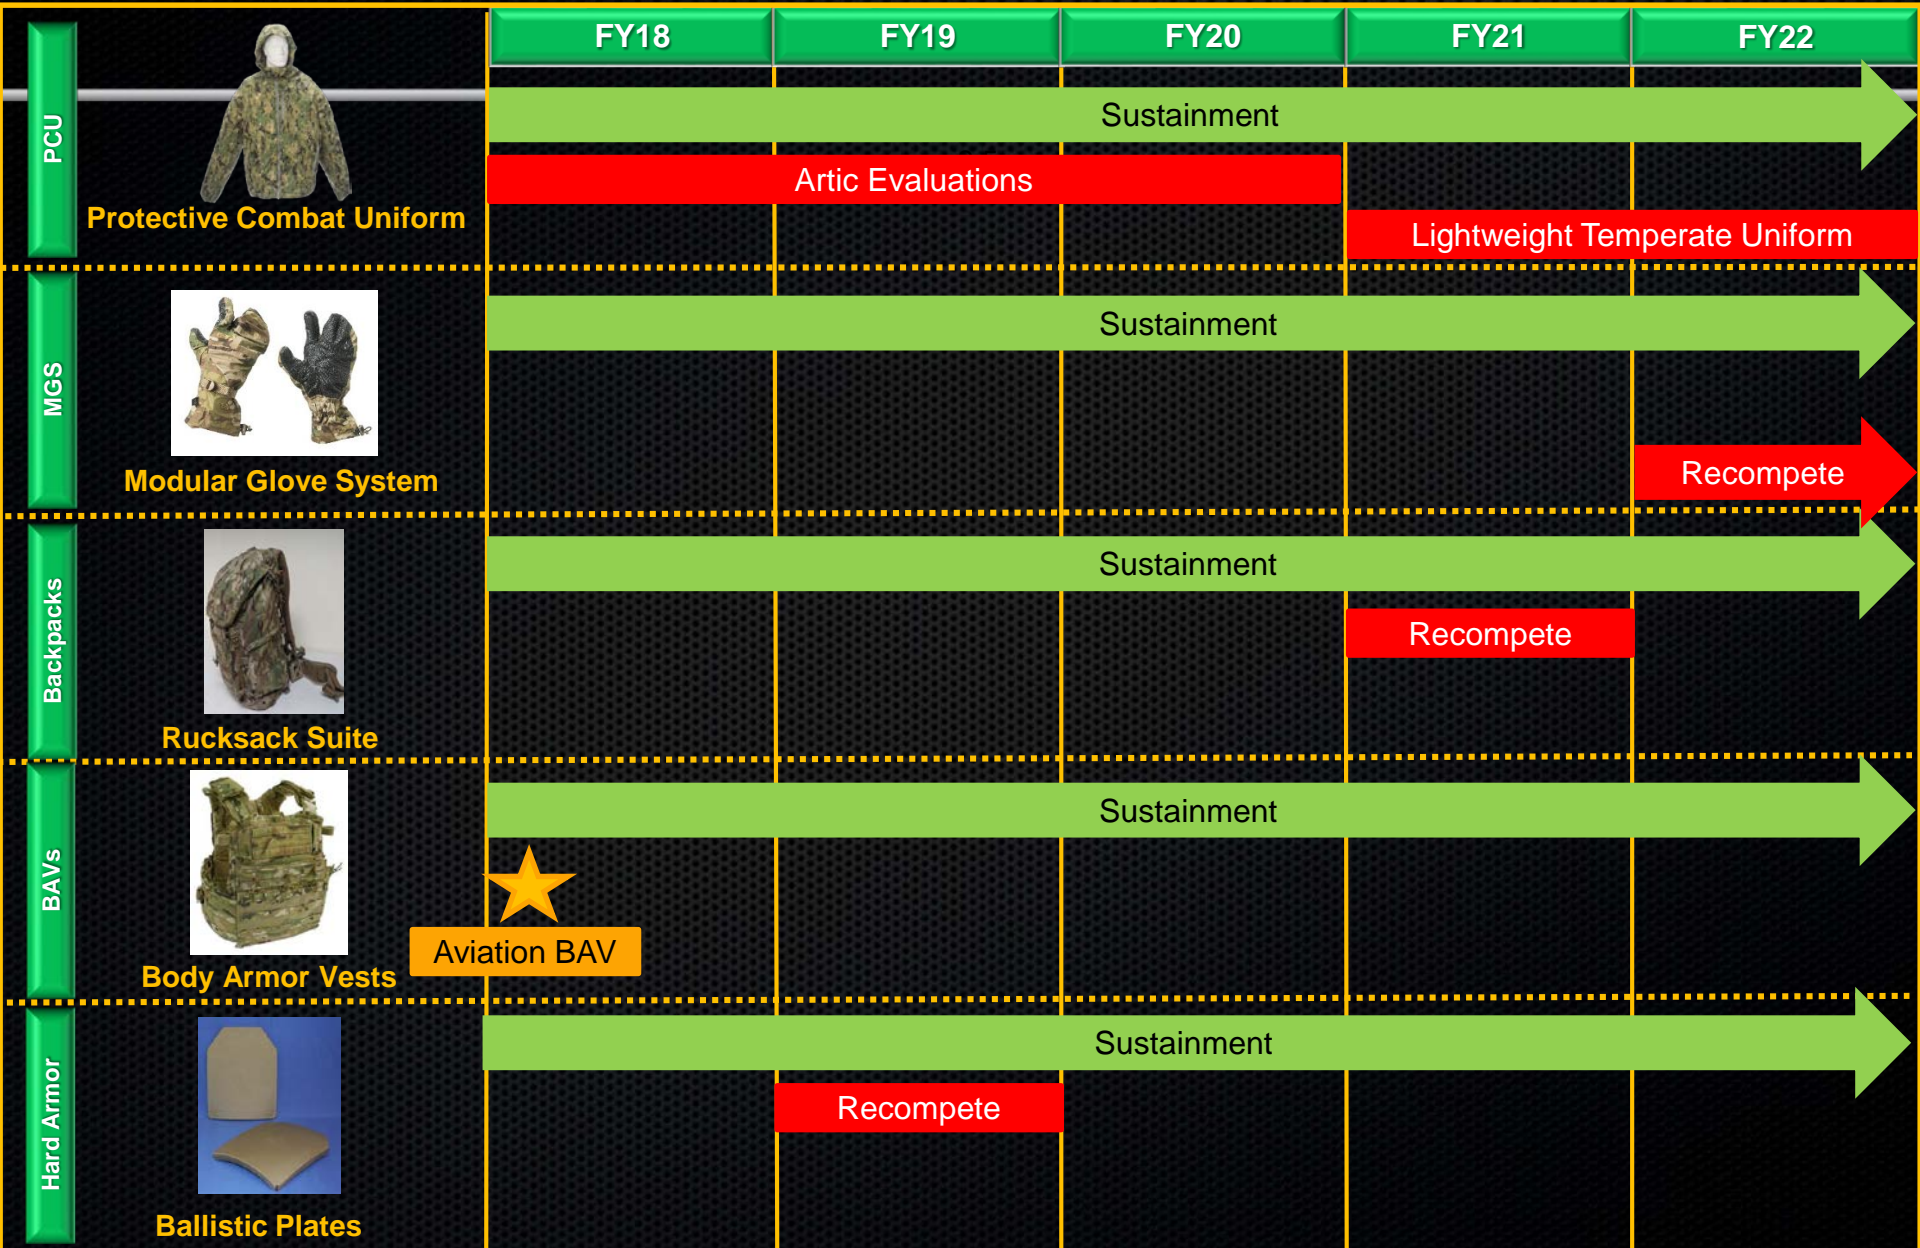 FY18
FY19
FY20
FY21
FY22
PCU
Protective Combat Uniform
Sustainment
Artic Evaluations
Lightweight Temperate Uniform
MGS
Modular Glove System
Sustainment
Recompete
Backpacks
Rucksack Suite
Sustainment
Recompete
BAVs
Body Armor Vests
Sustainment
Aviation BAV
Hard Armor
Ballistic Plates
Sustainment
Recompete